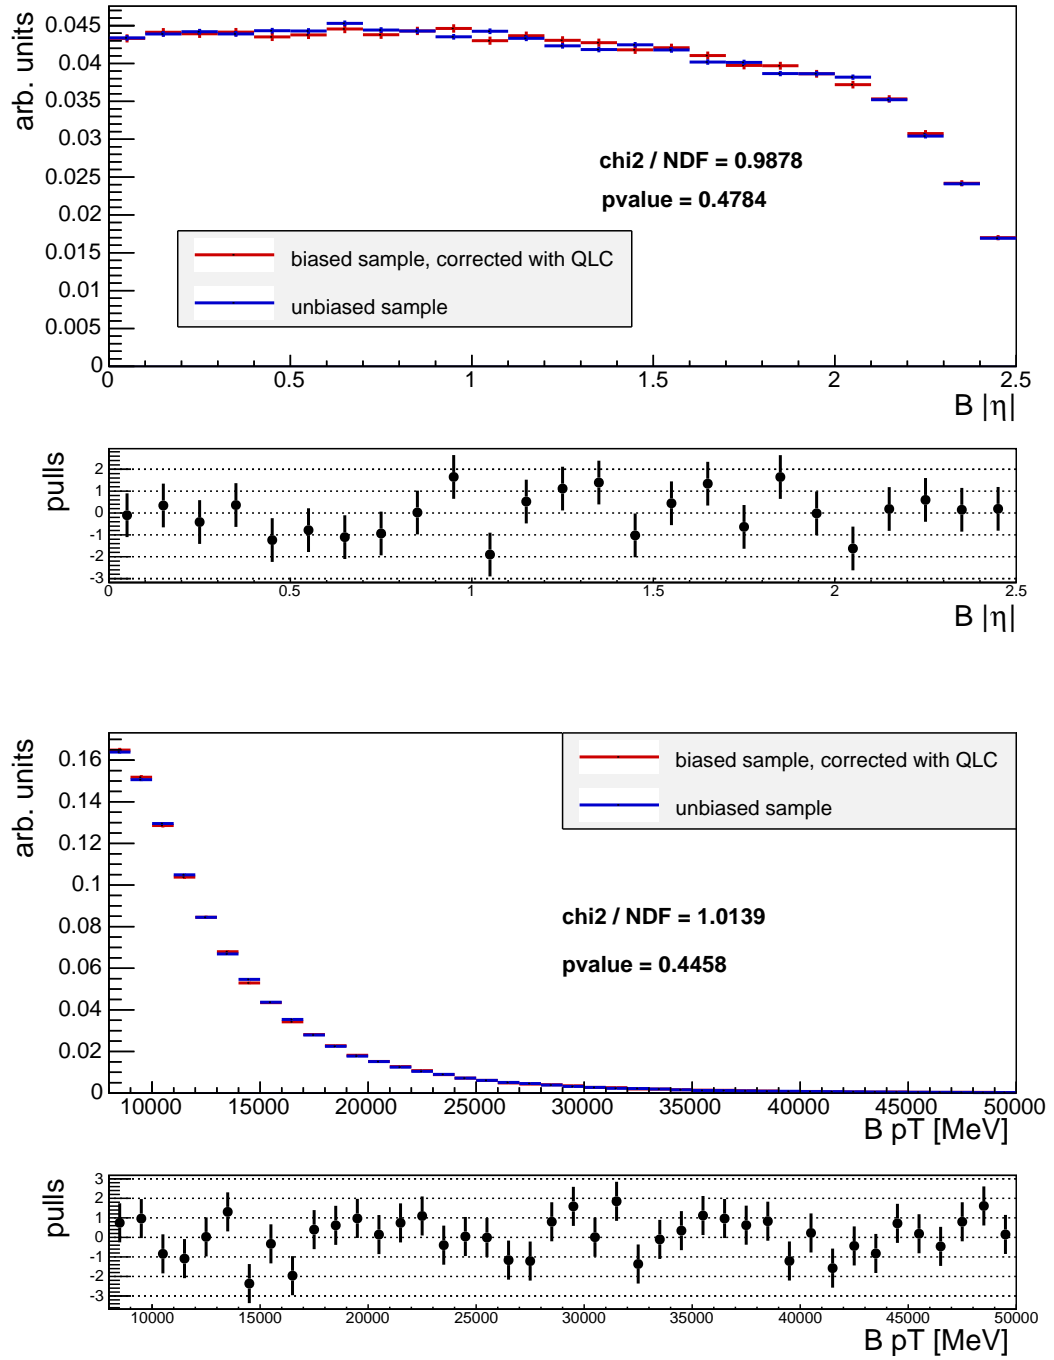 arb. units
0.045
0.04
0.035
0.03
0.025
0.02
0.015
0.01
0.005
0
chi2 / NDF = 0.9878
pvalue = 0.4784
biased sample, corrected with QLC
unbiased sample
0 0.5 1 1.5 2 2.5
B |η|
pulls
2
1
0
-1
-2
-3
0 0.5 1 1.5 2 2.5
B |η|
arb. units
0.16
0.14
0.12
0.1
0.08
0.06
0.04
0.02
0
biased sample, corrected with QLC
unbiased sample
chi2 / NDF = 1.0139
pvalue = 0.4458
10000 15000 20000 25000 30000 35000 40000 45000 50000
B pT [MeV]
pulls
3
2
1
0
-1
-2
-3
10000 15000 20000 25000 30000 35000 40000 45000 50000
B pT [MeV]